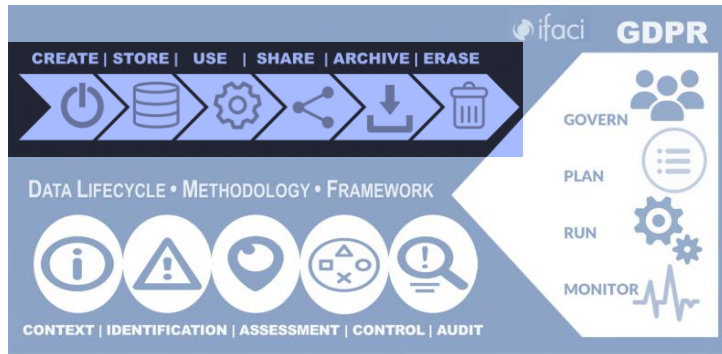 ifaci GDPR
CREATE | STORE | USE | SHARE | ARCHIVE | ERASE
DATA LIFECYCLE • METHODOLOGY • FRAMEWORK
CONTEXT | IDENTIFICATION | ASSESSMENT | CONTROL | AUDIT
GOVERN
PLAN
RUN
MONITOR